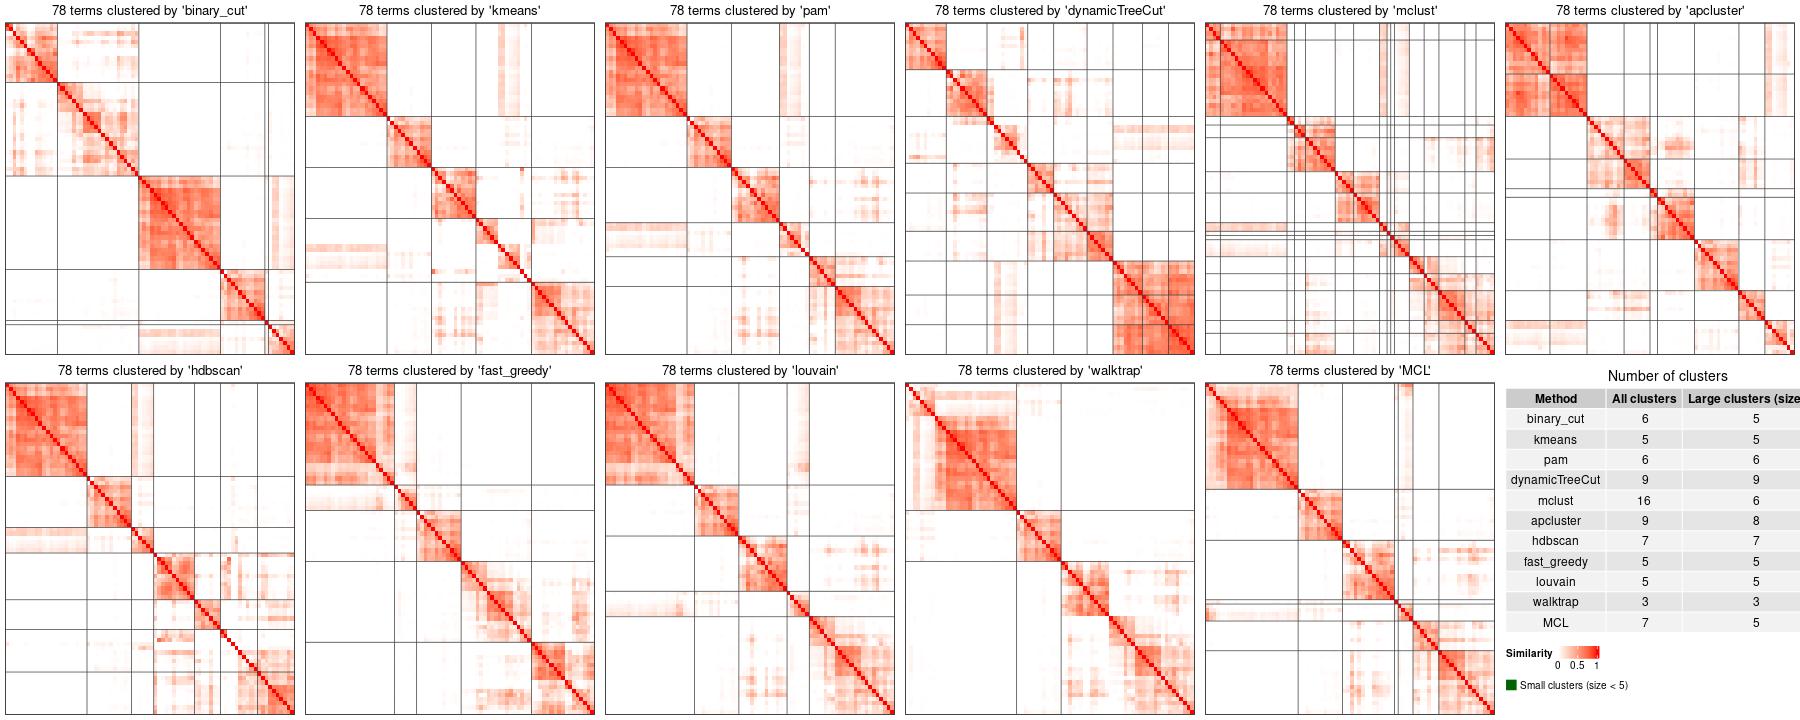 78 terms clustered by 'binary_cut'
78 terms clustered by 'kmeans'
78 terms clustered by 'pam'
78 terms clustered by 'dynamicTreeCut'
78 terms clustered by 'mclust'
78 terms clustered by 'apcluster'
78 terms clustered by 'hdbscan'
78 terms clustered by 'fast_greedy'
78 terms clustered by 'louvain'
78 terms clustered by 'walktrap'
78 terms clustered by 'MCL'
Number of clusters
Method All clusters Large clusters (size
binary_cut 6 5
kmeans 5 5
pam 6 6
dynamicTreeCut 9 9
mclust 16 6
apcluster 9 8
hdbscan 7 7
fast_greedy 5 5
louvain 5 5
walktrap 3 3
MCL 7 5
Similarity
0 0.5 1
Small clusters (size < 5)